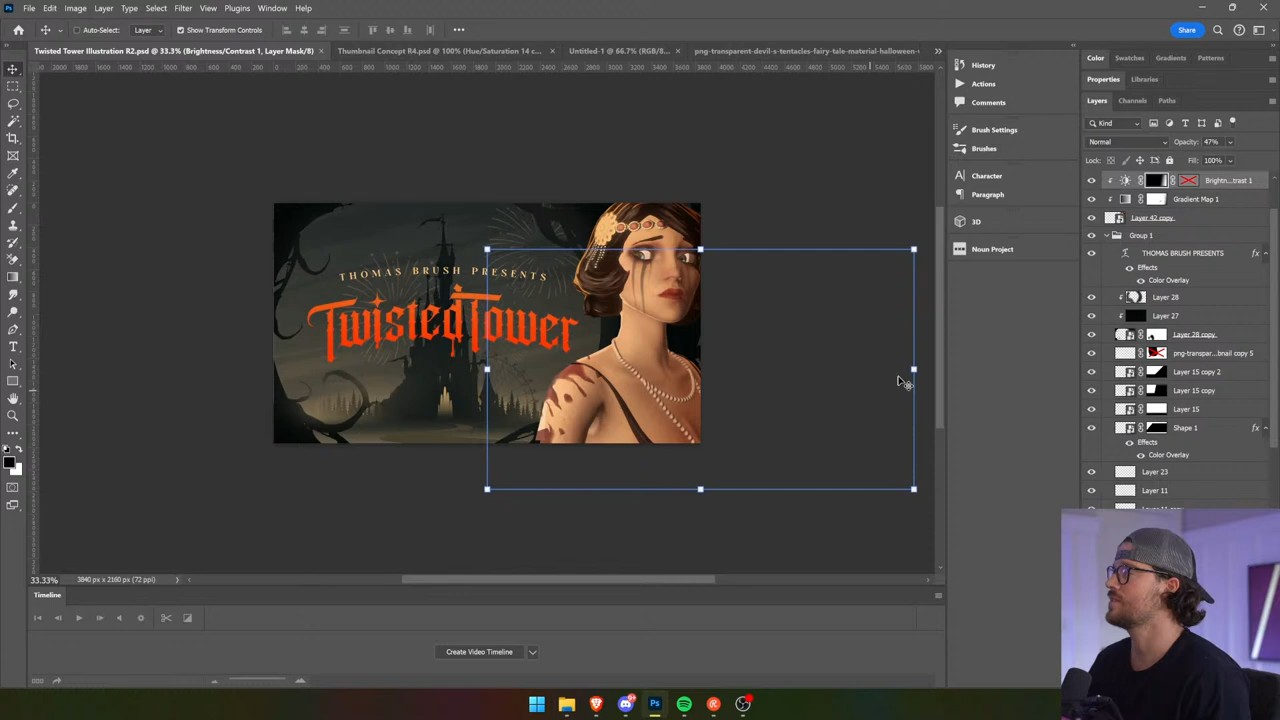 File Edit Image Layer Type Select Filter View Plugins Window Help
Auto-Select: Layer Show Transform Controls Share
Twisted Tower Illustration R2.psd @ 33.3% (Brightness/Contrast 1, Layer Mask/8) Thumbnail Concept R4.psd @ 100% (Hue/Saturation 14 c... Untitled-1 @ 66.7% (RGB/8... png-transparent-devil-s-tentacles-fairy-tale-material-halloween-
History
Actions
Comments
Brush Settings
Brushes
Character
Paragraph
3D
Noun Project
Color Swatches Gradients Patterns
Properties Libraries
Layers Channels Paths
Kind
Normal Opacity: 47%
Lock: Fill: 100%
Brightn...trast 1
Gradient Map 1
Layer 42 copy
Group 1
THOMAS BRUSH PRESENTS fx
Effects
Color Overlay
Layer 28
Layer 27
Layer 28 copy
png-transpar...bnail copy 5
Layer 15 copy 2
Layer 15 copy
Layer 15
Shape 1 fx
Effects
Color Overlay
Layer 23
Layer 11
THOMAS BRUSH PRESENTS
Twisted Tower
33.33% 3840 px x 2160 px (72 ppi)
Timeline
Create Video Timeline